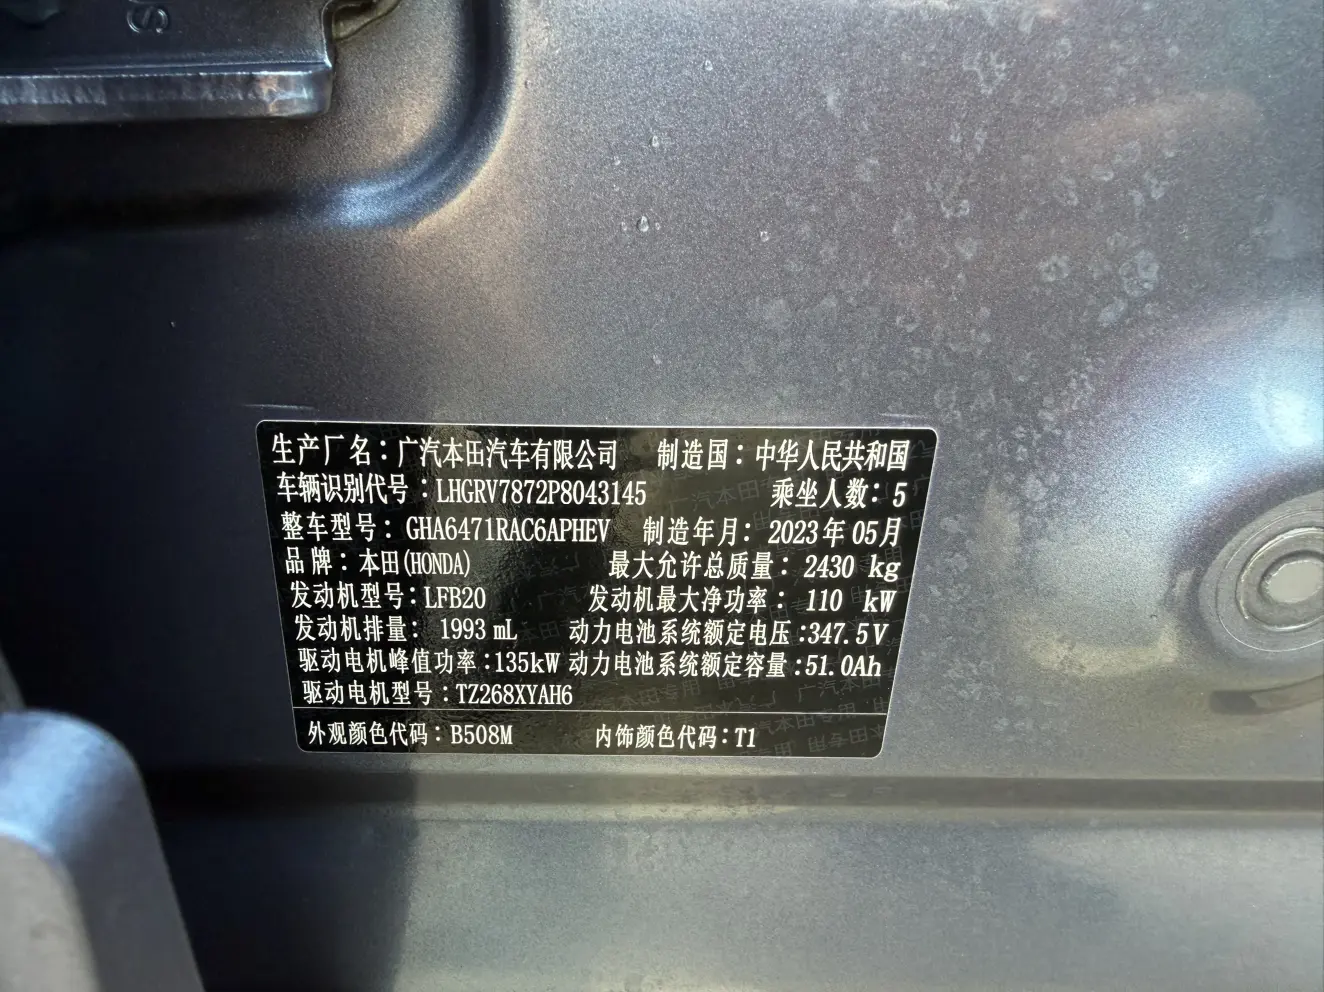 生产厂名：广汽本田汽车有限公司 制造国：中华人民共和国
车辆识别代号：LHGRV7872P8043145 乘坐人数：5
整车型号：GHA6471RAC6APHEV 制造年月：2023年05月
品牌：本田(HONDA) 最大允许总质量：2430 kg
发动机型号：LFB20 发动机最大净功率：110 kW
发动机排量：1993 mL 动力电池系统额定电压：347.5V
驱动电机峰值功率：135kW 动力电池系统额定容量：51.0Ah
驱动电机型号：TZ268XYAH6
外观颜色代码：B508M 内饰颜色代码：T1